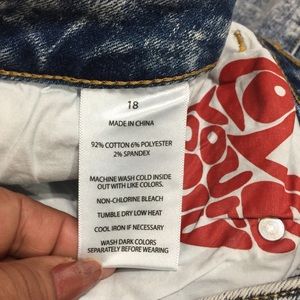 18
MADE IN CHINA
92% COTTON 6% POLYESTER
2% SPANDEX
MACHINE WASH COLD INSIDE
OUT WITH LIKE COLORS.
NON-CHLORINE BLEACH
TUMBLE DRY LOW HEAT
COOL IRON IF NECESSARY
WASH DARK COLORS
SEPARATELY BEFORE WEARING